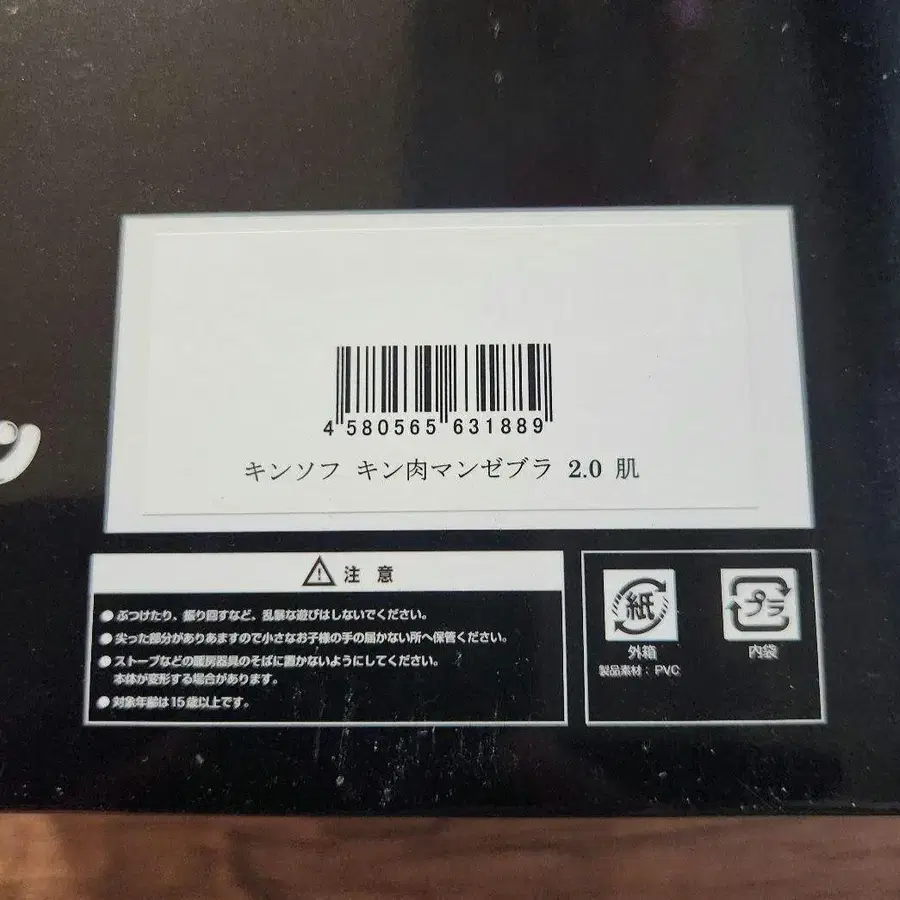 4 580565 631889
キンソフ キン肉マンゼブラ 2.0 肌
注 意
●ぶつけたり、振り回すなど、乱暴な遊びはしないでください。
●尖った部分がありあますので小さなお子様の手の届かない所へ保管ください。
●ストーブなどの暖房器具のそばに置かないようにしてください。
本体が変形する場合があります。
●対象年齢は15歳以上です。
紙
外箱
製品素材:PVC
プラ
内袋